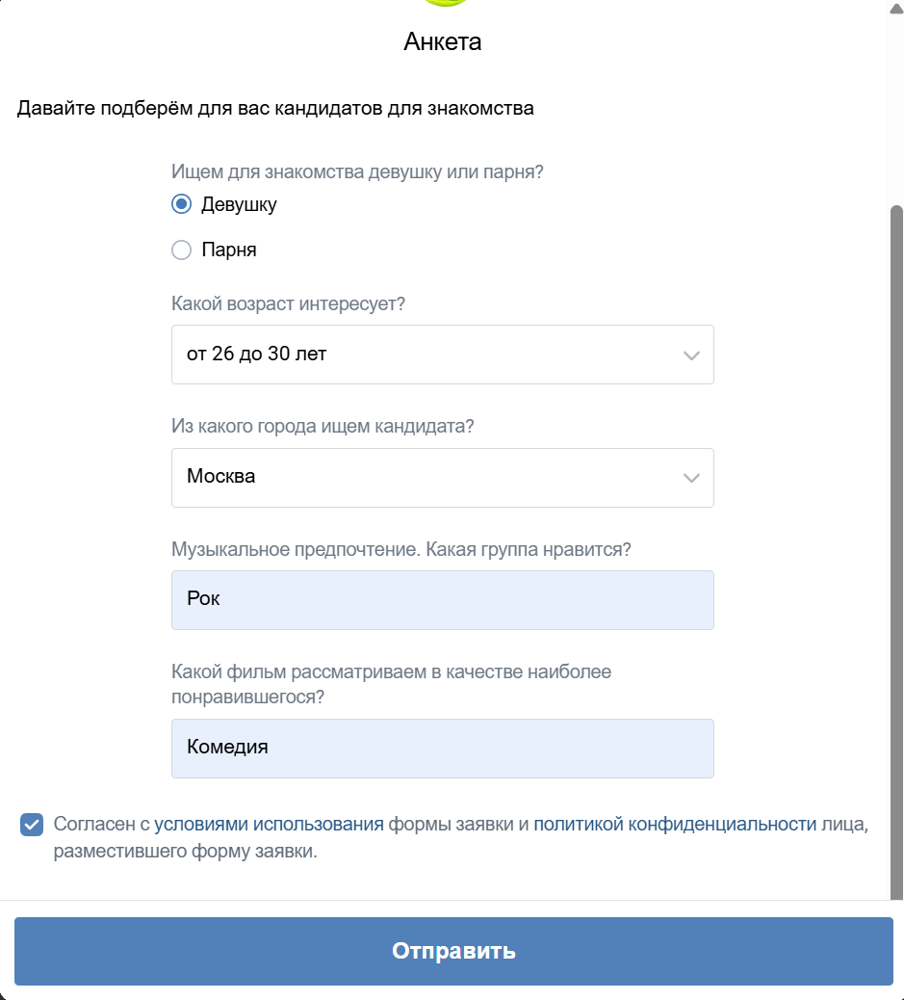 Анкета
Давайте подберём для вас кандидатов для знакомства
Ищем для знакомства девушку или парня?
Девушку
Парня
Какой возраст интересует?
от 26 до 30 лет
Из какого города ищем кандидата?
Москва
Музыкальное предпочтение. Какая группа нравится?
Рок
Какой фильм рассматриваем в качестве наиболее
понравившегося?
Комедия
Согласен с условиями использования формы заявки и политикой конфиденциальности лица,
разместившего форму заявки.
Отправить